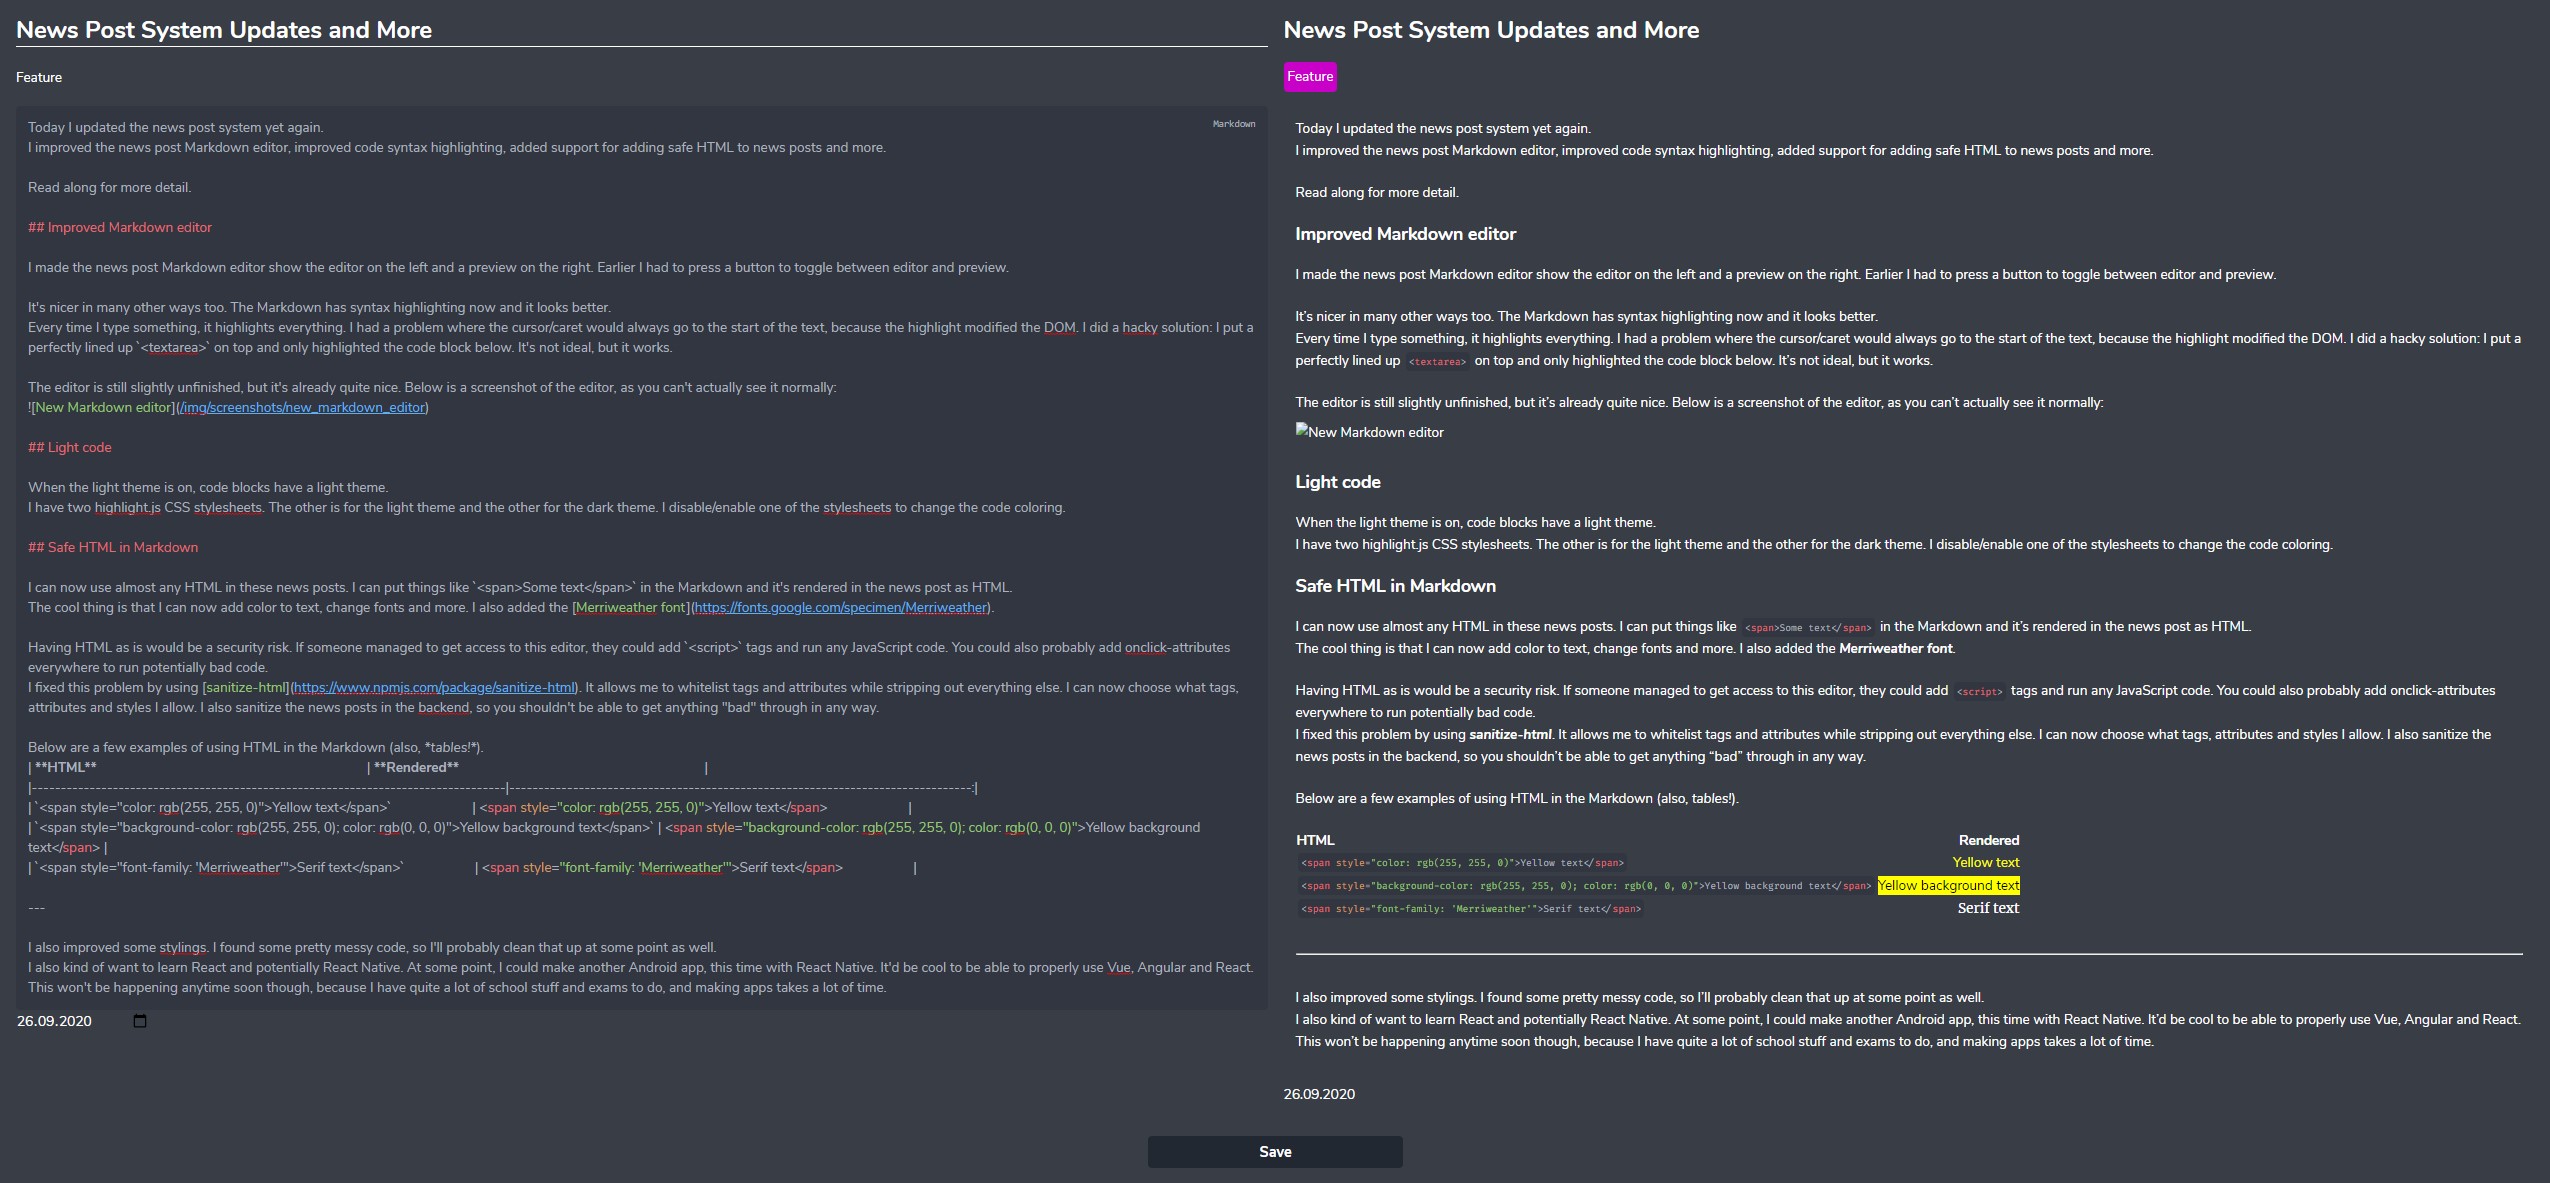 News Post System Updates and More
Feature
Markdown
Today I updated the news post system yet again.
I improved the news post Markdown editor, improved code syntax highlighting, added support for adding safe HTML to news posts and more.
Read along for more detail.
## Improved Markdown editor
I made the news post Markdown editor show the editor on the left and a preview on the right. Earlier I had to press a button to toggle between editor and preview.
It's nicer in many other ways too. The Markdown has syntax highlighting now and it looks better.
Every time I type something, it highlights everything. I had a problem where the cursor/caret would always go to the start of the text, because the highlight modified the DOM. I did a hacky solution: I put a
perfectly lined up `<textarea>` on top and only highlighted the code block below. It's not ideal, but it works.
The editor is still slightly unfinished, but it's already quite nice. Below is a screenshot of the editor, as you can't actually see it normally:
![New Markdown editor](/img/screenshots/new_markdown_editor)
## Light code
When the light theme is on, code blocks have a light theme.
I have two highlight.js CSS stylesheets. The other is for the light theme and the other for the dark theme. I disable/enable one of the stylesheets to change the code coloring.
## Safe HTML in Markdown
I can now use almost any HTML in these news posts. I can put things like `<span>Some text</span>` in the Markdown and it's rendered in the news post as HTML.
The cool thing is that I can now add color to text, change fonts and more. I also added the [Merriweather font](https://fonts.google.com/specimen/Merriweather).
Having HTML as is would be a security risk. If someone managed to get access to this editor, they could add `<script>` tags and run any JavaScript code. You could also probably add onclick-attributes
everywhere to run potentially bad code.
I fixed this problem by using [sanitize-html](https://www.npmjs.com/package/sanitize-html). It allows me to whitelist tags and attributes while stripping out everything else. I can now choose what tags,
attributes and styles I allow. I also sanitize the news posts in the backend, so you shouldn't be able to get anything "bad" through in any way.
Below are a few examples of using HTML in the Markdown (also, *tables!*).
| **HTML** | **Rendered** |
|----------------------------------------------------------------------------------|--------------------------------------------------------------------------------:|
| `<span style="color: rgb(255, 255, 0)">Yellow text</span>` | <span style="color: rgb(255, 255, 0)">Yellow text</span> |
| `<span style="background-color: rgb(255, 255, 0); color: rgb(0, 0, 0)">Yellow background text</span>` | <span style="background-color: rgb(255, 255, 0); color: rgb(0, 0, 0)">Yellow background
text</span> |
| `<span style="font-family: 'Merriweather'">Serif text</span>` | <span style="font-family: 'Merriweather'">Serif text</span> |
---
I also improved some stylings. I found some pretty messy code, so I'll probably clean that up at some point as well.
I also kind of want to learn React and potentially React Native. At some point, I could make another Android app, this time with React Native. It'd be cool to be able to properly use Vue, Angular and React.
This won't be happening anytime soon though, because I have quite a lot of school stuff and exams to do, and making apps takes a lot of time.
26.09.2020
News Post System Updates and More
Feature
Today I updated the news post system yet again.
I improved the news post Markdown editor, improved code syntax highlighting, added support for adding safe HTML to news posts and more.
Read along for more detail.
Improved Markdown editor
I made the news post Markdown editor show the editor on the left and a preview on the right. Earlier I had to press a button to toggle between editor and preview.
It’s nicer in many other ways too. The Markdown has syntax highlighting now and it looks better.
Every time I type something, it highlights everything. I had a problem where the cursor/caret would always go to the start of the text, because the highlight modified the DOM. I did a hacky solution: I put a
perfectly lined up <textarea> on top and only highlighted the code block below. It’s not ideal, but it works.
The editor is still slightly unfinished, but it’s already quite nice. Below is a screenshot of the editor, as you can’t actually see it normally:
New Markdown editor
Light code
When the light theme is on, code blocks have a light theme.
I have two highlight.js CSS stylesheets. The other is for the light theme and the other for the dark theme. I disable/enable one of the stylesheets to change the code coloring.
Safe HTML in Markdown
I can now use almost any HTML in these news posts. I can put things like <span>Some text</span> in the Markdown and it’s rendered in the news post as HTML.
The cool thing is that I can now add color to text, change fonts and more. I also added the Merriweather font.
Having HTML as is would be a security risk. If someone managed to get access to this editor, they could add <script> tags and run any JavaScript code. You could also probably add onclick-attributes
everywhere to run potentially bad code.
I fixed this problem by using sanitize-html. It allows me to whitelist tags and attributes while stripping out everything else. I can now choose what tags, attributes and styles I allow. I also sanitize the
news posts in the backend, so you shouldn’t be able to get anything “bad” through in any way.
Below are a few examples of using HTML in the Markdown (also, tables!).
HTML Rendered
<span style="color: rgb(255, 255, 0)">Yellow text</span> Yellow text
<span style="background-color: rgb(255, 255, 0); color: rgb(0, 0, 0)">Yellow background text</span> Yellow background text
<span style="font-family: 'Merriweather'">Serif text</span> Serif text
I also improved some stylings. I found some pretty messy code, so I’ll probably clean that up at some point as well.
I also kind of want to learn React and potentially React Native. At some point, I could make another Android app, this time with React Native. It’d be cool to be able to properly use Vue, Angular and React.
This won’t be happening anytime soon though, because I have quite a lot of school stuff and exams to do, and making apps takes a lot of time.
26.09.2020
Save